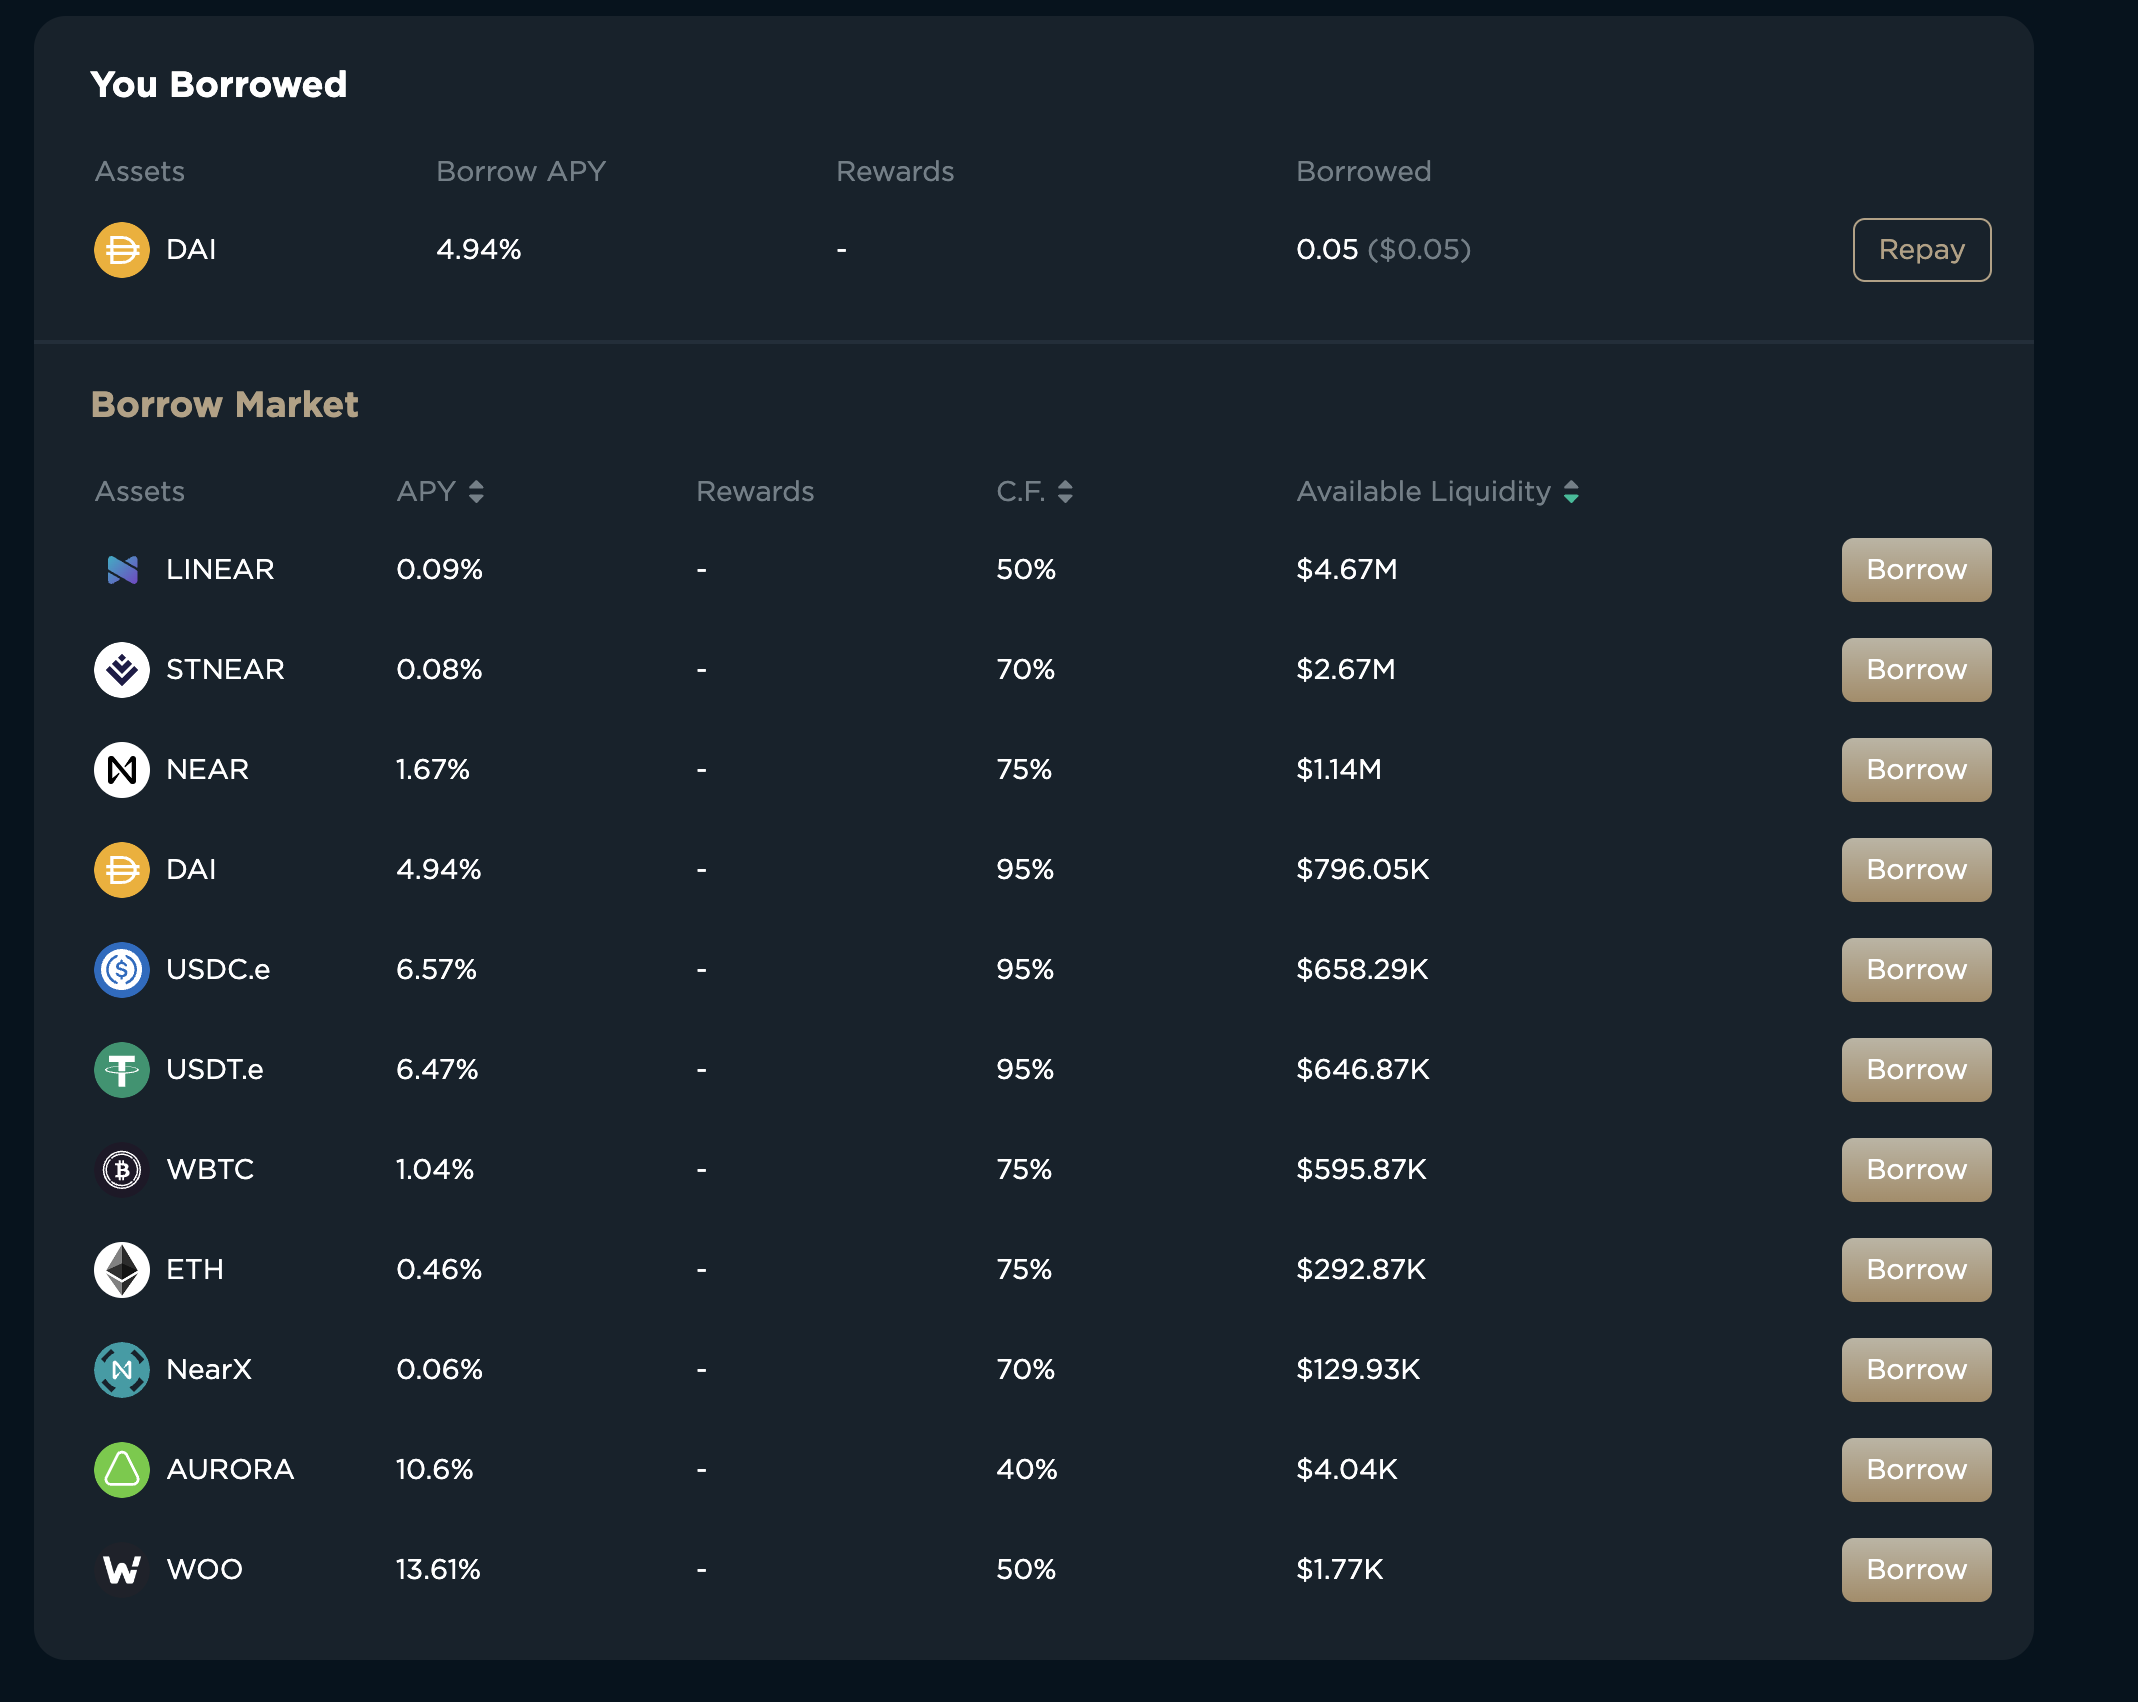 You Borrowed
Assets Borrow APY Rewards Borrowed
DAI 4.94% - 0.05 ($0.05) Repay
Borrow Market
Assets APY Rewards C.F. Available Liquidity
LINEAR 0.09% - 50% $4.67M Borrow
STNEAR 0.08% - 70% $2.67M Borrow
NEAR 1.67% - 75% $1.14M Borrow
DAI 4.94% - 95% $796.05K Borrow
USDC.e 6.57% - 95% $658.29K Borrow
USDT.e 6.47% - 95% $646.87K Borrow
WBTC 1.04% - 75% $595.87K Borrow
ETH 0.46% - 75% $292.87K Borrow
NearX 0.06% - 70% $129.93K Borrow
AURORA 10.6% - 40% $4.04K Borrow
WOO 13.61% - 50% $1.77K Borrow